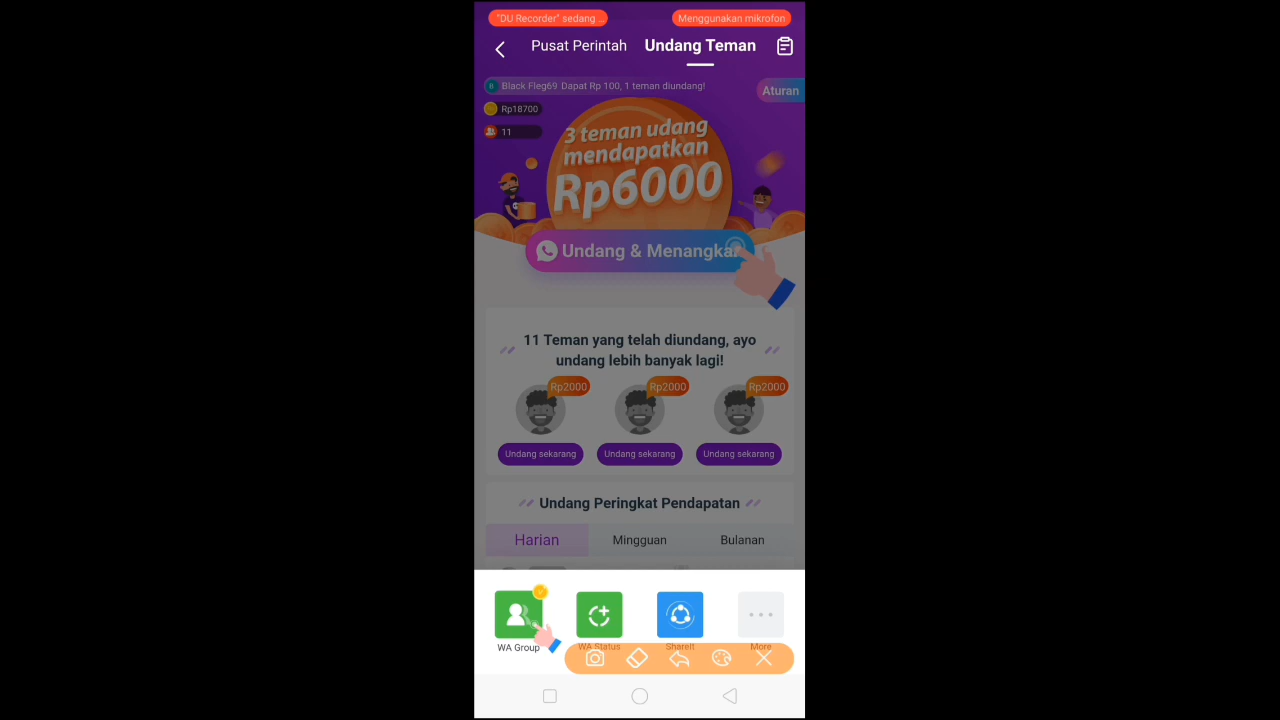 "DU Recorder" sedang ...
Menggunakan mikrofon
Pusat Perintah
Undang Teman
B
Black Fleg69 Dapat Rp 100, 1 teman diundang!
Aturan
Rp18700
11
3 teman udang
mendapatkan
Rp6000
Undang & Menangka
11 Teman yang telah diundang, ayo
undang lebih banyak lagi!
Rp2000
Rp2000
Rp2000
Undang sekarang
Undang sekarang
Undang sekarang
Undang Peringkat Pendapatan
Harian
Mingguan
Bulanan
WA Group
WA Status
ShareIt
More